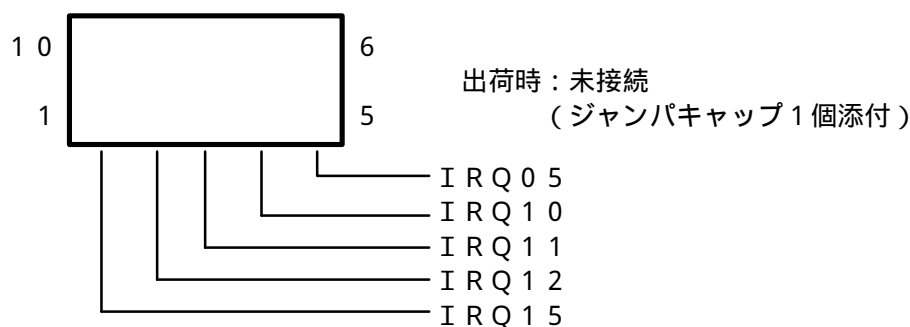 １０ ６
出荷時：未接続
１ ５ （ジャンパキャップ１個添付）
ＩＲＱ０５
ＩＲＱ１０
ＩＲＱ１１
ＩＲＱ１２
ＩＲＱ１５